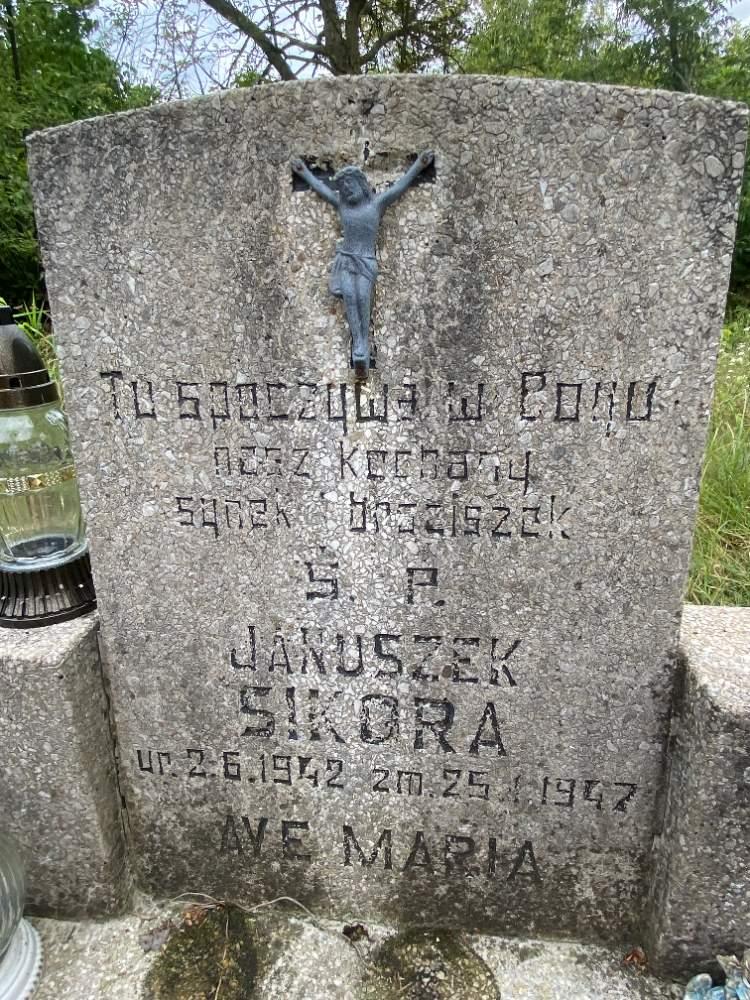 Tu spoczywa w Bogu
nasz kochany
synek i braciszek
Ś. P.
JANUSZEK
SIKORA
ur. 2.6.1942 zm. 25.1.1947
AVE MARIA